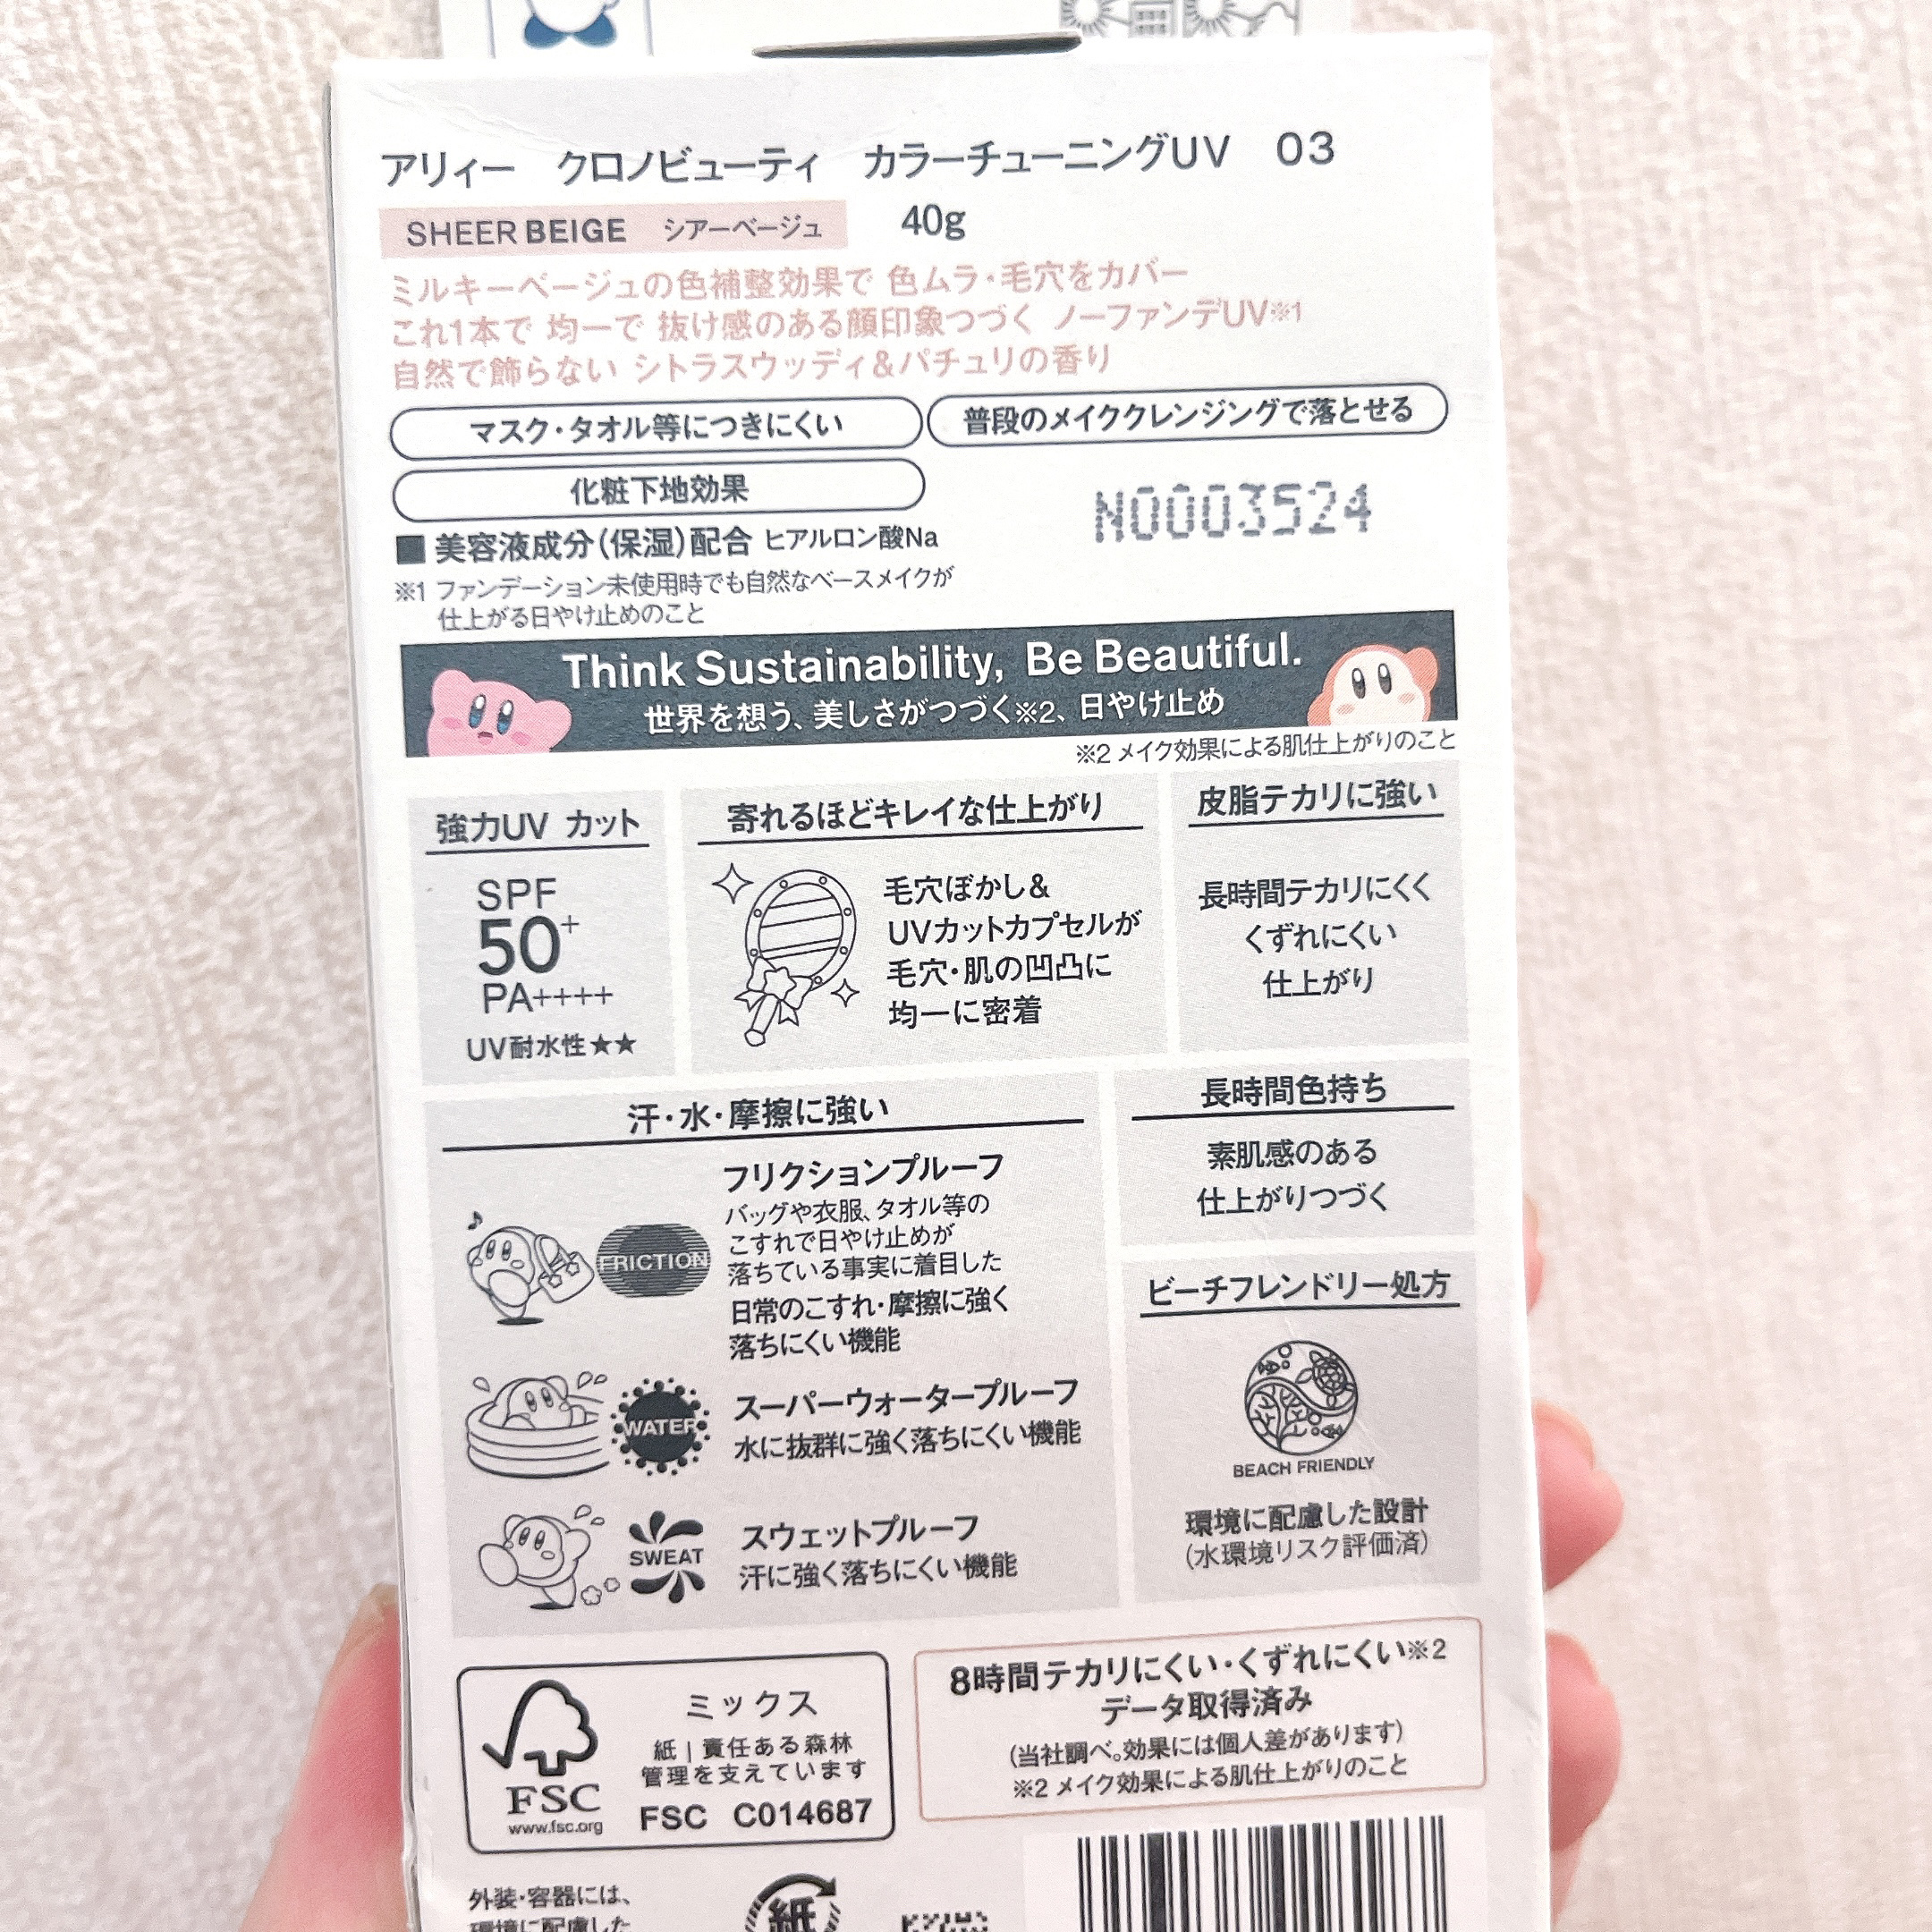 アリィー　クロノビューティ　カラーチューニングUV　03
SHEER BEIGE　シアーベージュ　40g
ミルキーベージュの色補整効果で 色ムラ・毛穴をカバー
これ1本で 均一で 抜け感のある顔印象つづく ノーファンデUV※1
自然で飾らない シトラスウッディ&パチュリの香り
マスク・タオル等につきにくい
普段のメイククレンジングで落とせる
化粧下地効果
N0003524
■ 美容液成分(保湿)配合 ヒアルロン酸Na
※1 ファンデーション未使用時でも自然なベースメイクが
仕上がる日やけ止めのこと
Think Sustainability, Be Beautiful.
世界を想う、美しさがつづく※2、日やけ止め
※2 メイク効果による肌仕上がりのこと
強力UV カット
SPF
50+
PA++++
UV耐水性★★
寄れるほどキレイな仕上がり
毛穴ぼかし&
UVカットカプセルが
毛穴・肌の凹凸に
均一に密着
皮脂テカリに強い
長時間テカリにくく
くずれにくい
仕上がり
汗・水・摩擦に強い
FRICTION
フリクションプルーフ
バッグや衣服、タオル等の
こすれで日やけ止めが
落ちている事実に着目した
日常のこすれ・摩擦に強く
落ちにくい機能
WATER
スーパーウォータープルーフ
水に抜群に強く落ちにくい機能
SWEAT
スウェットプルーフ
汗に強く落ちにくい機能
長時間色持ち
素肌感のある
仕上がりつづく
ビーチフレンドリー処方
BEACH FRIENDLY
環境に配慮した設計
(水環境リスク評価済)
FSC
www.fsc.org
ミックス
紙 | 責任ある森林
管理を支えています
FSC C014687
8時間テカリにくい・くずれにくい※2
データ取得済み
(当社調べ。効果には個人差があります)
※2 メイク効果による肌仕上がりのこと
外装・容器には、
環境に配慮した
紙